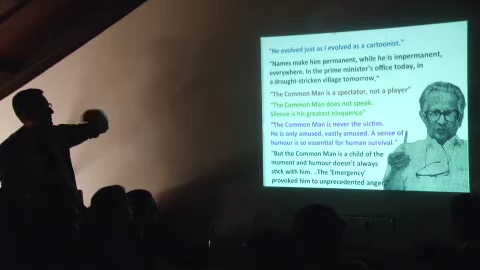 "He evolved just as I evolved as a cartoonist."
"Names make him permanent, while he is impermanent,
everywhere. In the prime minister's office today, in
a drought-stricken village tomorrow,"
"The Common Man is a spectator, not a player"
"The Common Man does not speak.
Silence is his greatest eloquence"
"The Common Man is never the victim.
He is only amused, vastly amused. A sense of
humour is so essential for human survival."
"But the Common Man is a child of the
moment and humour doesn't always
stick with him...The 'Emergency'
provoked him to unprecedented anger